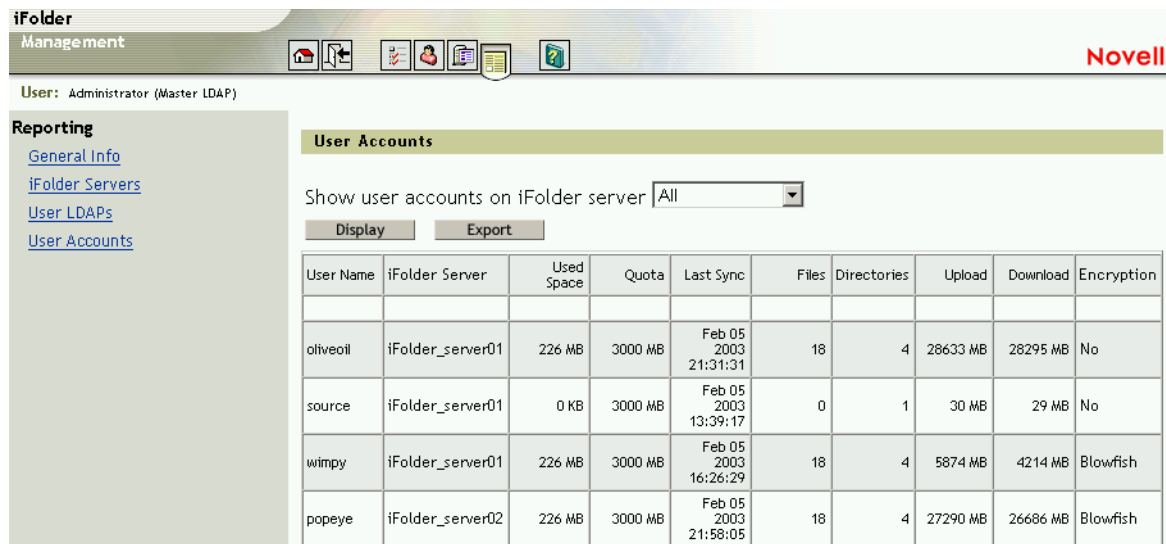 iFolder
Management
Novell
User: Administrator (Master LDAP)
Reporting
General Info
iFolder Servers
User LDAPs
User Accounts
User Accounts
Show user accounts on iFolder server All
Display Export
User Name iFolder Server Used Space Quota Last Sync Files Directories Upload Download Encryption
oliveoil iFolder_server01 226 MB 3000 MB Feb 05 2003 21:31:31 18 4 28633 MB 28295 MB No
source iFolder_server01 0 KB 3000 MB Feb 05 2003 13:39:17 0 1 30 MB 29 MB No
wimpy iFolder_server01 226 MB 3000 MB Feb 05 2003 16:26:29 18 4 5874 MB 4214 MB Blowfish
popeye iFolder_server02 226 MB 3000 MB Feb 05 2003 21:58:05 18 4 27290 MB 26686 MB Blowfish